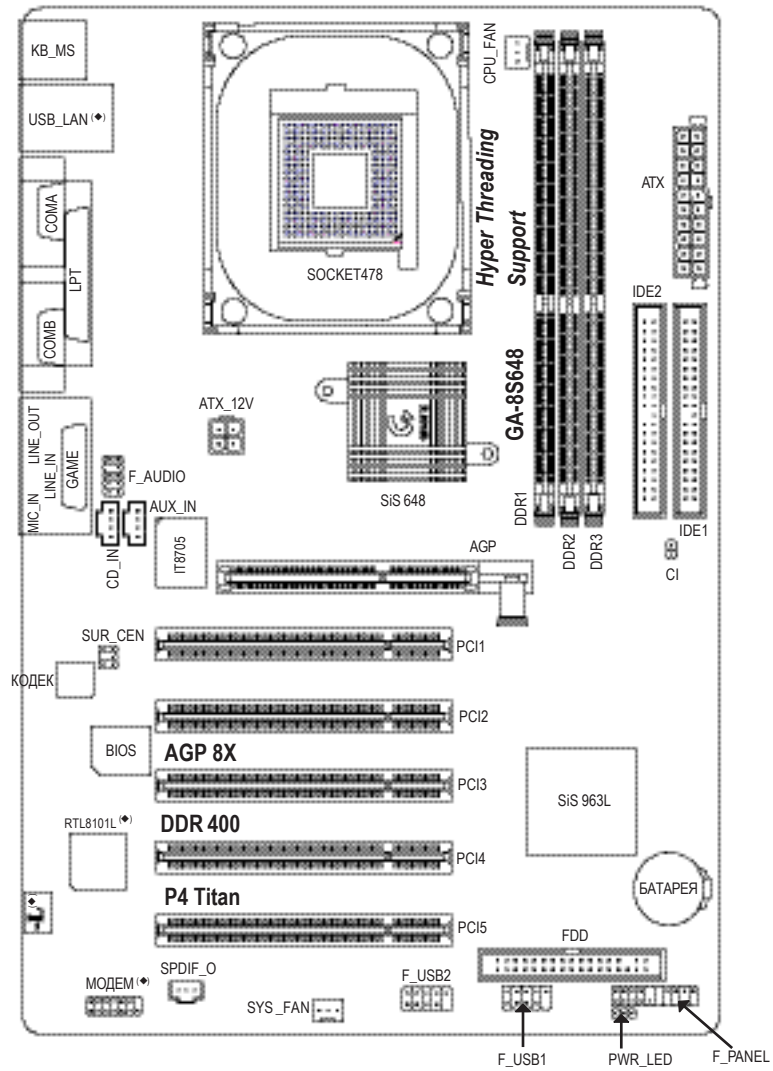 KB_MS
CPU_FAN
USB_LAN (◆)
ATX
COMA
LPT
COMB
SOCKET478
Hyper Threading
Support
IDE2
GA-8S648
ATX_12V
LINE_OUT
MIC_IN
LINE_IN
GAME
F_AUDIO
SiS 648
AUX_IN
CD_IN
IT8705
DDR1
DDR2
DDR3
IDE1
AGP
CI
SUR_CEN
PCI1
КОДЕК
PCI2
BIOS
AGP 8X
PCI3
SiS 963L
RTL8101L (◆)
DDR 400
PCI4
БАТАРЕЯ
P4 Titan
(◆)
PCI5
FDD
МОДЕМ (◆)
SPDIF_O
F_USB2
SYS_FAN
F_USB1
PWR_LED
F_PANEL